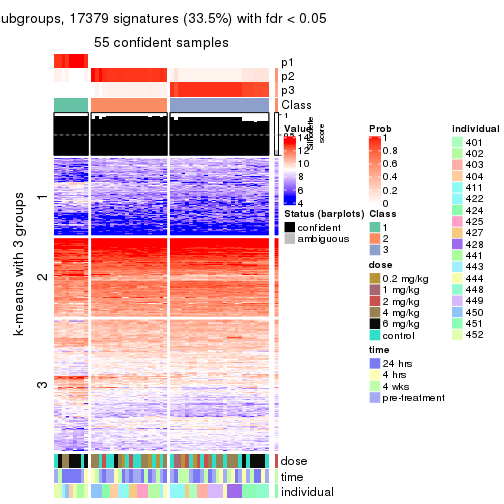 ubgroups, 17379 signatures (33.5%) with fdr < 0.05
55 confident samples
p1
p2
p3
Class
1
0.5
0
Silhouette
score
k-means with 3 groups
1
2
3
dose
time
individual
Value
14
12
10
8
6
4
Status (barplots)
confident
ambiguous
Prob
1
0.8
0.6
0.4
0.2
0
Class
1
2
3
dose
0.2 mg/kg
1 mg/kg
2 mg/kg
4 mg/kg
6 mg/kg
control
time
24 hrs
4 hrs
4 wks
pre-treatment
individual
401
402
403
404
411
422
424
425
427
428
441
443
444
448
449
450
451
452